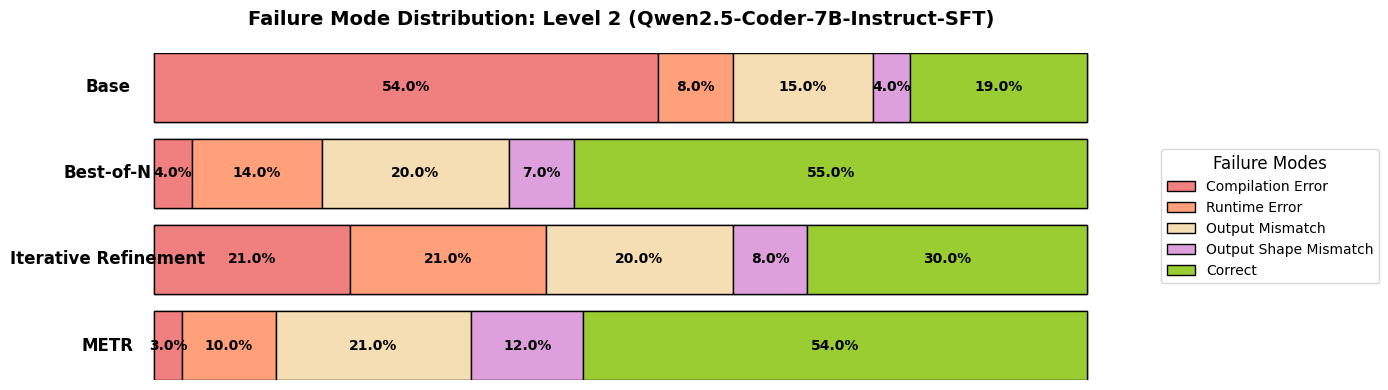 Failure Mode Distribution: Level 2 (Qwen2.5-Coder-7B-Instruct-SFT)
Base 54.0% 8.0% 15.0% 4.0% 19.0%
Best-of-N 4.0% 14.0% 20.0% 7.0% 55.0%
Iterative Refinement 21.0% 21.0% 20.0% 8.0% 30.0%
METR 3.0% 10.0% 21.0% 12.0% 54.0%
Failure Modes
Compilation Error
Runtime Error
Output Mismatch
Output Shape Mismatch
Correct